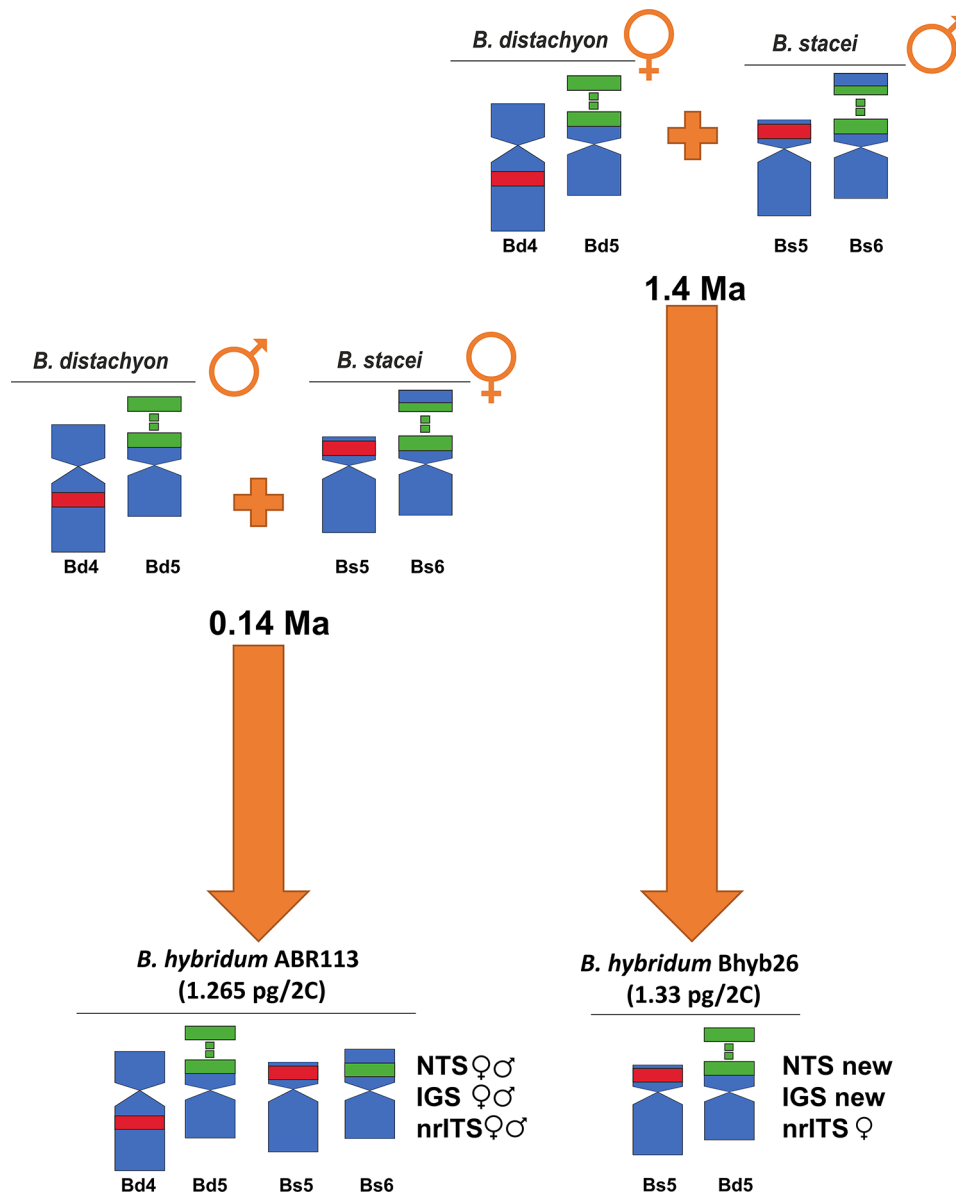 B. distachyon ♀
B. stacei ♂
Bd4
Bd5
Bs5
Bs6
1.4 Ma
B. distachyon ♂
B. stacei ♀
Bd4
Bd5
Bs5
Bs6
0.14 Ma
B. hybridum ABR113
(1.265 pg/2C)
NTS♀♂
IGS ♀♂
nrITS♀♂
Bd4
Bd5
Bs5
Bs6
B. hybridum Bhyb26
(1.33 pg/2C)
NTS new
IGS new
nrITS ♀
Bs5
Bd5